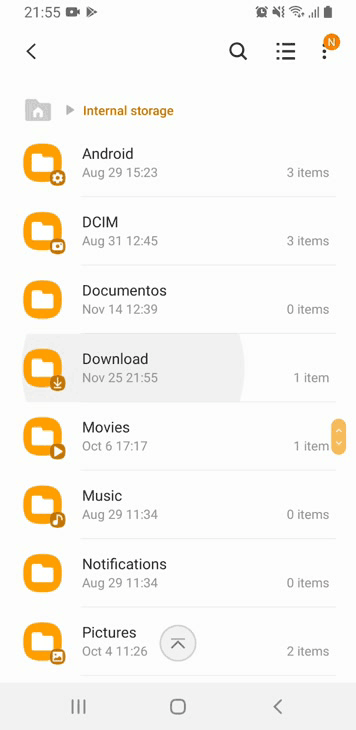 21:55
N
Internal storage
Android
Aug 29 15:23
3 items
DCIM
Aug 31 12:45
3 items
Documentos
Nov 14 12:39
0 items
Download
Nov 25 21:55
1 item
Movies
Oct 6 17:17
1 item
Music
Aug 29 11:34
0 items
Notifications
Aug 29 11:34
0 items
Pictures
Oct 4 11:26
2 items